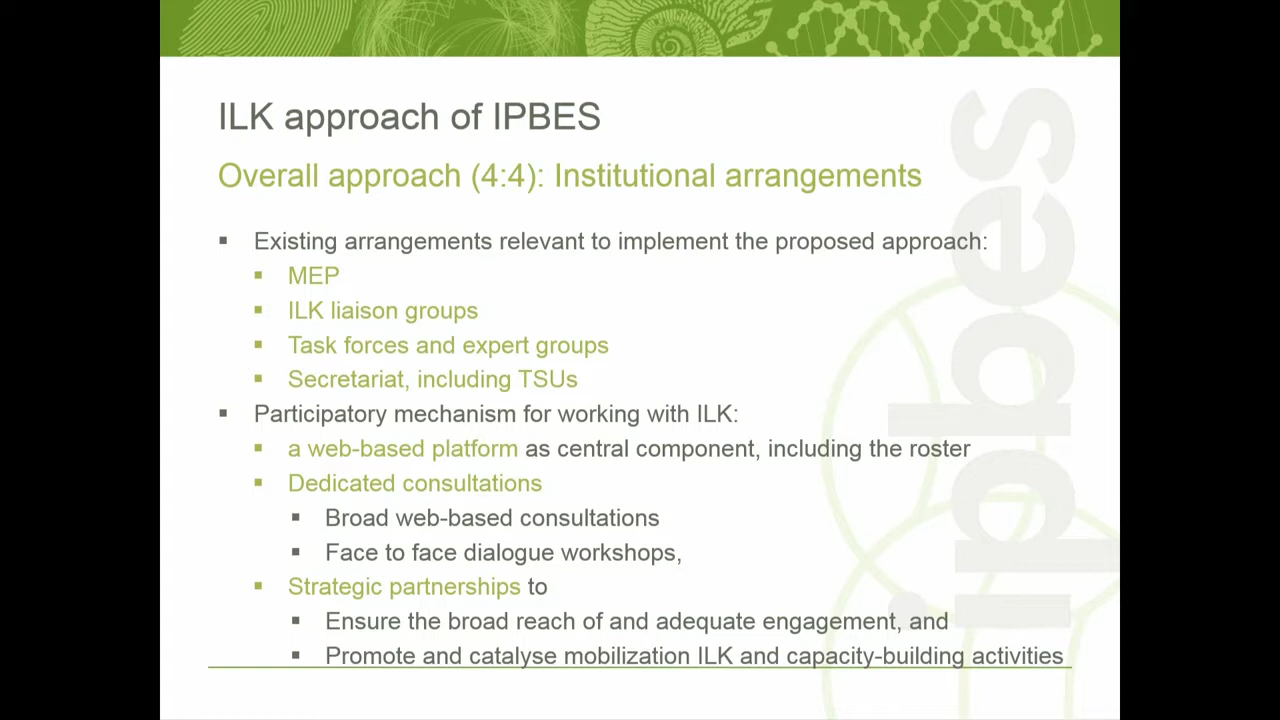 ILK approach of IPBES
Overall approach (4:4): Institutional arrangements
▪ Existing arrangements relevant to implement the proposed approach:
▪ MEP
▪ ILK liaison groups
▪ Task forces and expert groups
▪ Secretariat, including TSUs
▪ Participatory mechanism for working with ILK:
▪ a web-based platform as central component, including the roster
▪ Dedicated consultations
▪ Broad web-based consultations
▪ Face to face dialogue workshops,
▪ Strategic partnerships to
▪ Ensure the broad reach of and adequate engagement, and
▪ Promote and catalyse mobilization ILK and capacity-building activities
ipbes